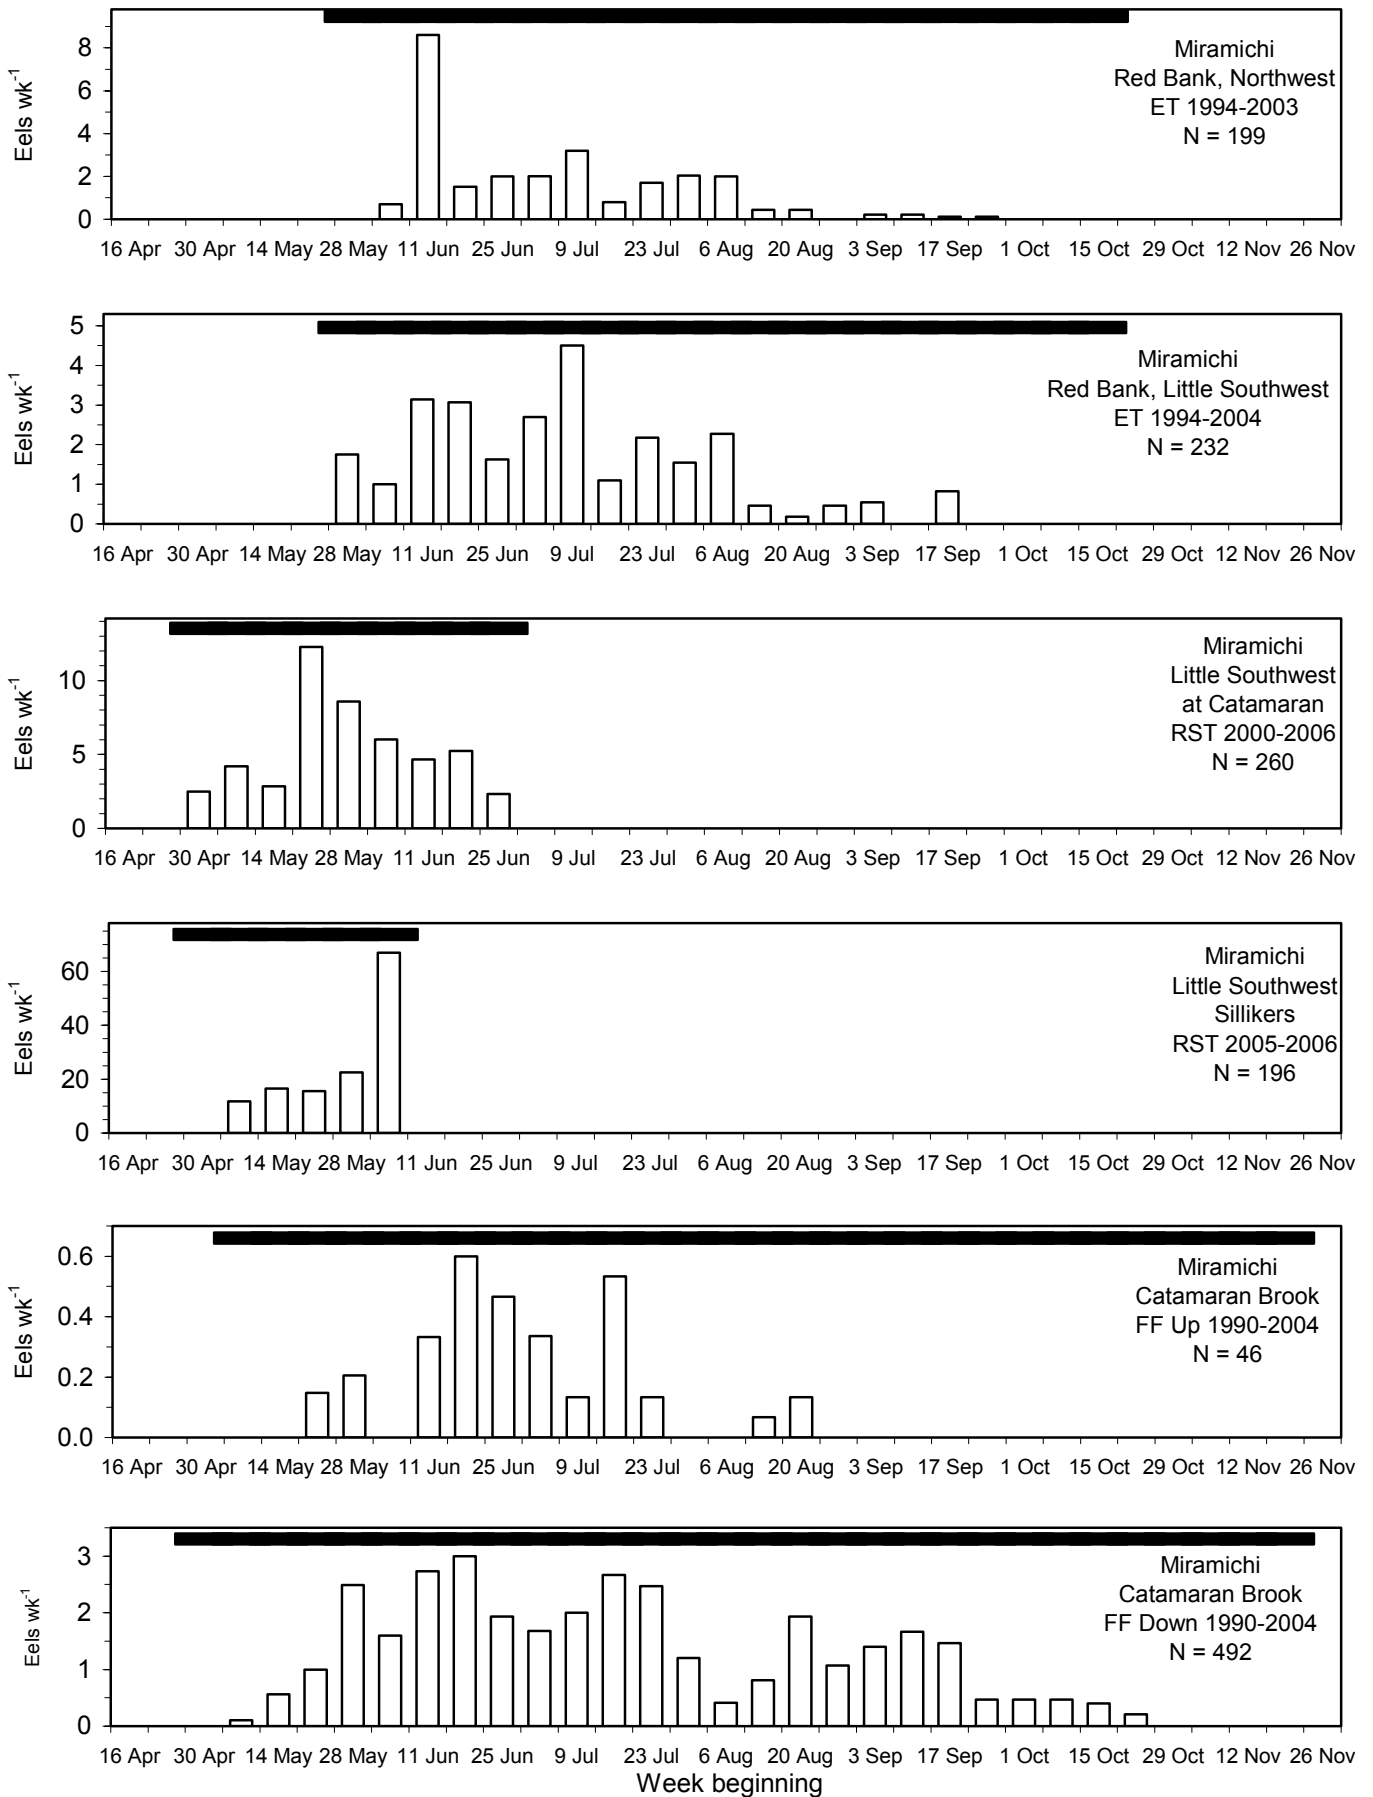 Eels wk-1
8
6
4
2
0
Miramichi
Red Bank, Northwest
ET 1994-2003
N = 199
16 Apr 30 Apr 14 May 28 May 11 Jun 25 Jun 9 Jul 23 Jul 6 Aug 20 Aug 3 Sep 17 Sep 1 Oct 15 Oct 29 Oct 12 Nov 26 Nov
Eels wk-1
5
4
3
2
1
0
Miramichi
Red Bank, Little Southwest
ET 1994-2004
N = 232
16 Apr 30 Apr 14 May 28 May 11 Jun 25 Jun 9 Jul 23 Jul 6 Aug 20 Aug 3 Sep 17 Sep 1 Oct 15 Oct 29 Oct 12 Nov 26 Nov
Eels wk-1
10
5
0
Miramichi
Little Southwest
at Catamaran
RST 2000-2006
N = 260
16 Apr 30 Apr 14 May 28 May 11 Jun 25 Jun 9 Jul 23 Jul 6 Aug 20 Aug 3 Sep 17 Sep 1 Oct 15 Oct 29 Oct 12 Nov 26 Nov
Eels wk-1
60
40
20
0
Miramichi
Little Southwest
Sillikers
RST 2005-2006
N = 196
16 Apr 30 Apr 14 May 28 May 11 Jun 25 Jun 9 Jul 23 Jul 6 Aug 20 Aug 3 Sep 17 Sep 1 Oct 15 Oct 29 Oct 12 Nov 26 Nov
Eels wk-1
0.6
0.4
0.2
0.0
Miramichi
Catamaran Brook
FF Up 1990-2004
N = 46
16 Apr 30 Apr 14 May 28 May 11 Jun 25 Jun 9 Jul 23 Jul 6 Aug 20 Aug 3 Sep 17 Sep 1 Oct 15 Oct 29 Oct 12 Nov 26 Nov
Eels wk-1
3
2
1
0
Miramichi
Catamaran Brook
FF Down 1990-2004
N = 492
16 Apr 30 Apr 14 May 28 May 11 Jun 25 Jun 9 Jul 23 Jul 6 Aug 20 Aug 3 Sep 17 Sep 1 Oct 15 Oct 29 Oct 12 Nov 26 Nov
Week beginning